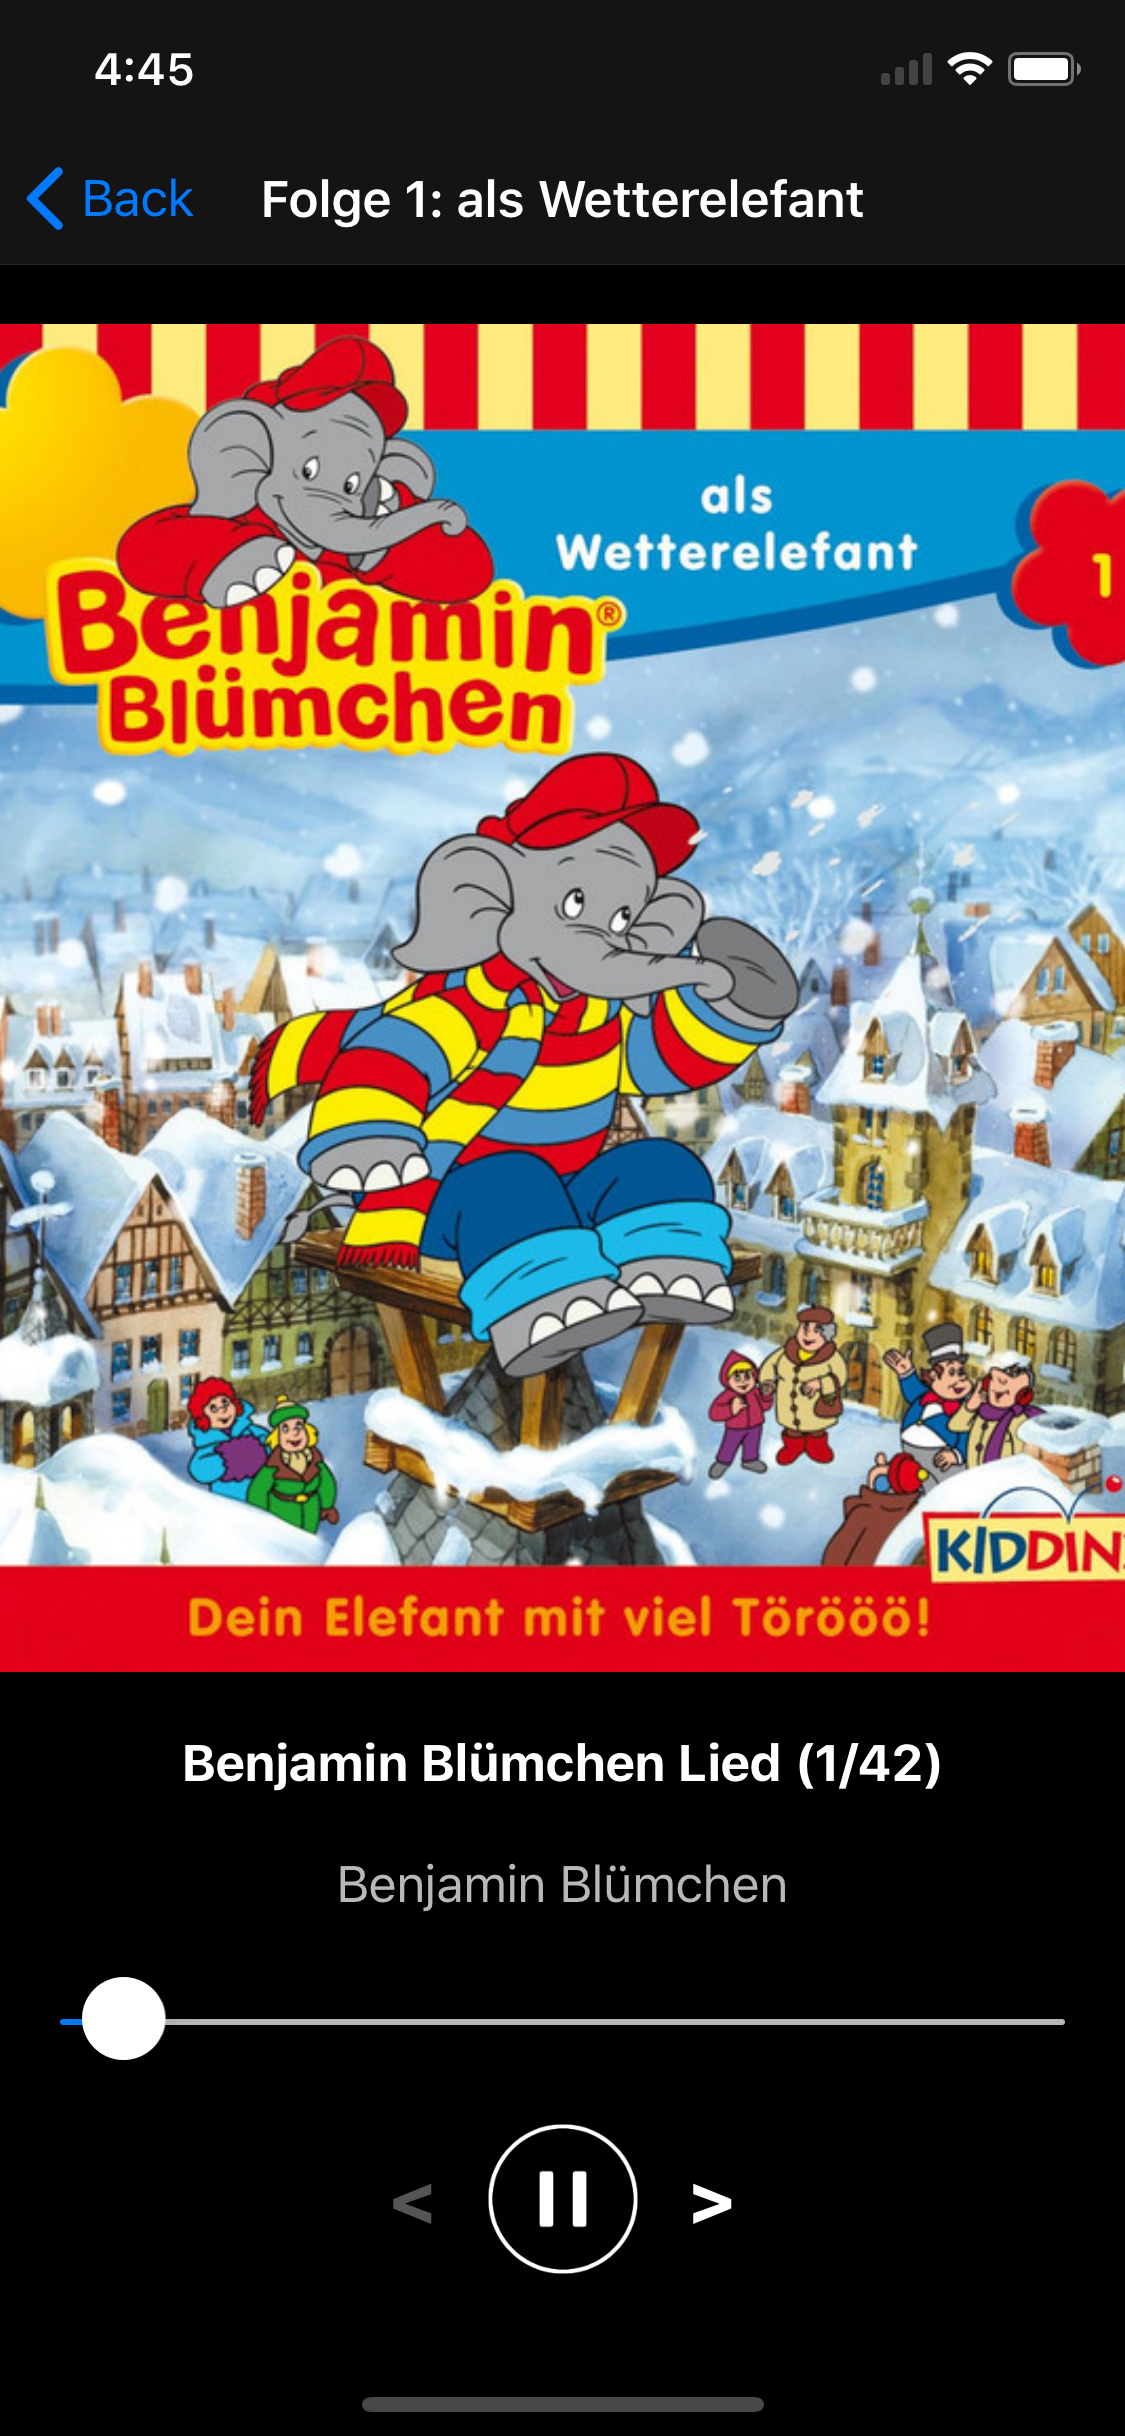 4:45
Back
Folge 1: als Wetterelefant
als
Wetterelefant
1
Benjamin®
Blümchen
KIDDIN
Dein Elefant mit viel Törööö!
Benjamin Blümchen Lied (1/42)
Benjamin Blümchen
<
>